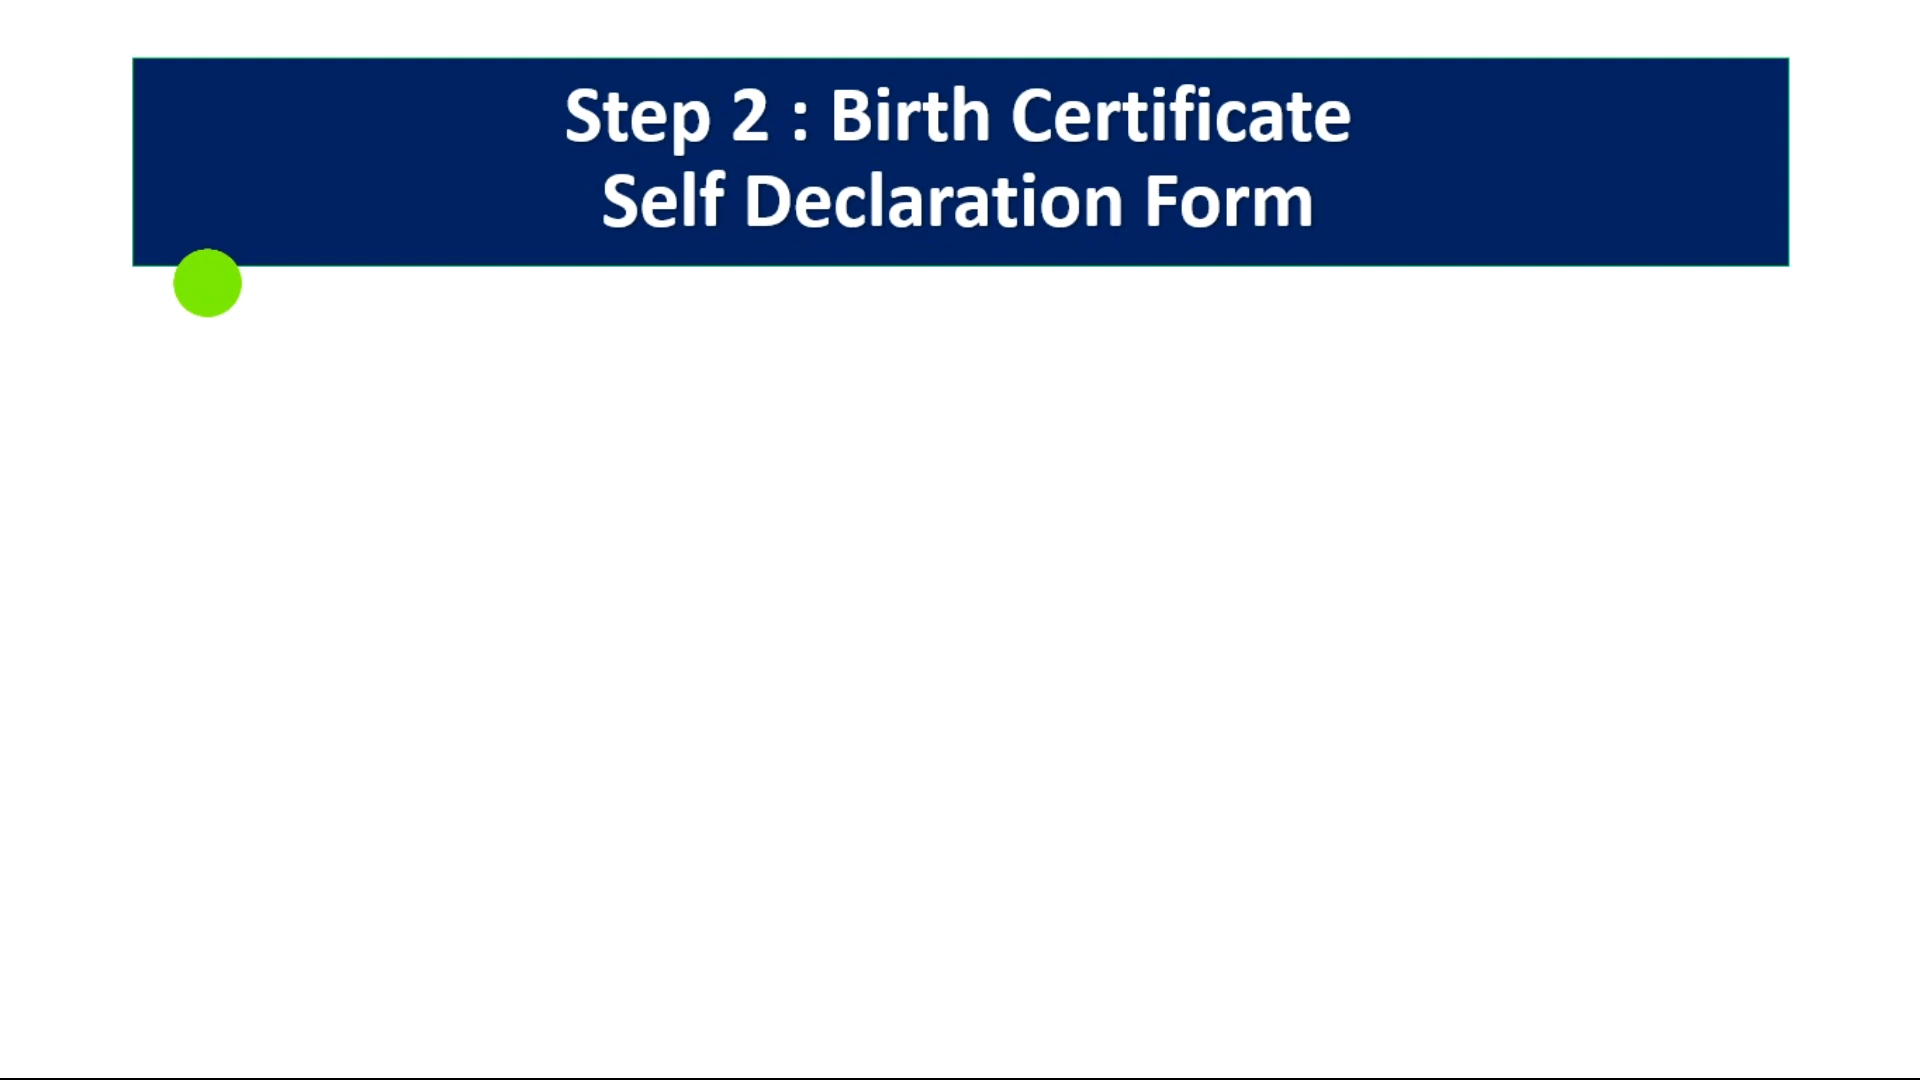 Step 2 : Birth Certificate
Self Declaration Form